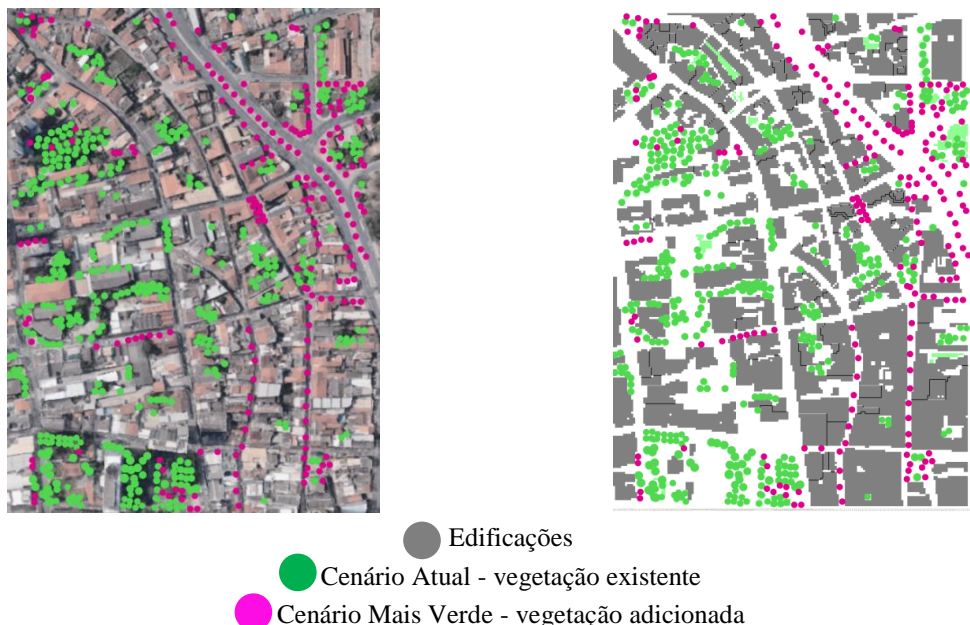 Edificações
Cenário Atual - vegetação existente
Cenário Mais Verde - vegetação adicionada